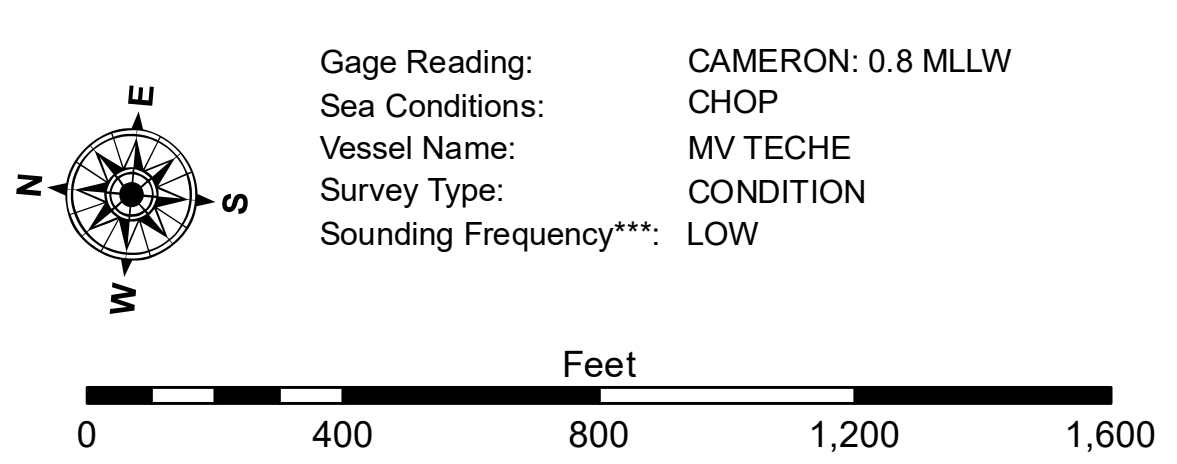 E
N
S
W
Gage Reading: CAMERON: 0.8 MLLW
Sea Conditions: CHOP
Vessel Name: MV TECHE
Survey Type: CONDITION
Sounding Frequency***: LOW
Feet
0 400 800 1,200 1,600